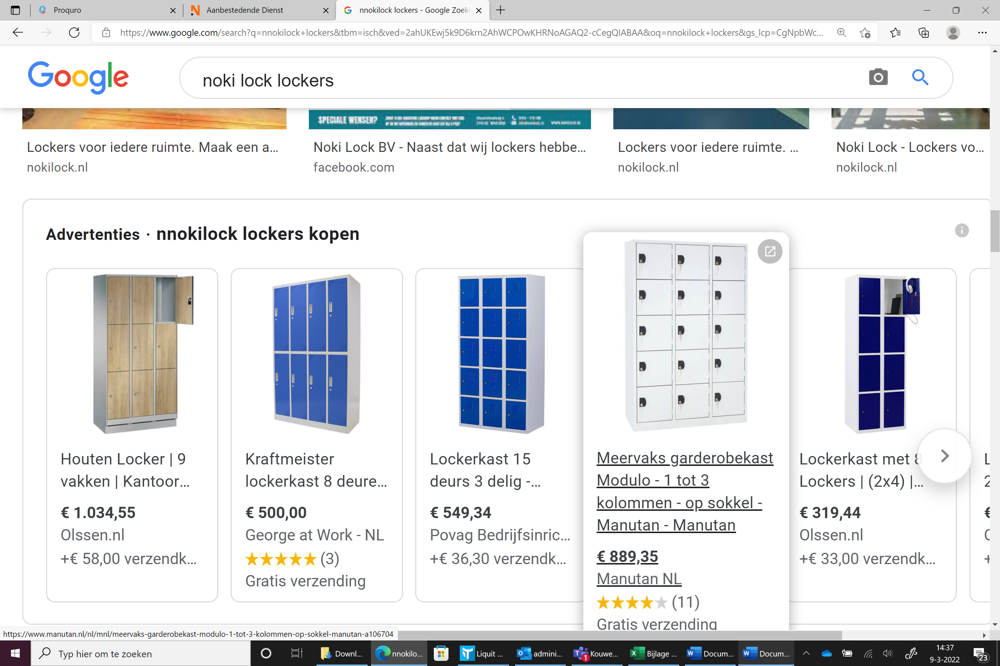 Proquro
Aanbestedende Dienst
nnokilock lockers - Google Zoeke
https://www.google.com/search?q=nnokilock+lockers&tbm=isch&ved=2ahUKEwj5k9D6krn2AhWCPOwKHRNoAGAQ2-cCegQIABAA&oq=nnokilock+lockers&gs_lcp=CgNpbWc...
Google
noki lock lockers
SPECIALE WENSEN?
Lockers voor iedere ruimte. Maak een a...
nokilock.nl
Noki Lock BV - Naast dat wij lockers hebbe...
facebook.com
Lockers voor iedere ruimte. ...
nokilock.nl
Noki Lock - Lockers vo...
nokilock.nl
Advertenties · nnokilock lockers kopen
Houten Locker | 9
vakken | Kantoor...
€ 1.034,55
Olssen.nl
+€ 58,00 verzendk...
Kraftmeister
lockerkast 8 deure...
€ 500,00
George at Work - NL
★★★★★ (3)
Gratis verzending
Lockerkast 15
deurs 3 delig -...
€ 549,34
Povag Bedrijfsinric...
+€ 36,30 verzendk...
Meervaks garderobekast
Modulo - 1 tot 3
kolommen - op sokkel -
Manutan - Manutan
€ 889,35
Manutan NL
★★★★★ (11)
Gratis verzending
Lockerkast met 8
Lockers | (2x4) |...
€ 319,44
Olssen.nl
+€ 33,00 verzendk...
https://www.manutan.nl/nl/mnl/meervaks-garderobekast-modulo-1-tot-3-kolommen-op-sokkel-manutan-a106704
Typ hier om te zoeken
Downl...
nnokilo...
Liquit ...
admini...
1
Kouwe...
Bijlage ...
Docum...
Docum...
14:37
9-3-2022
23